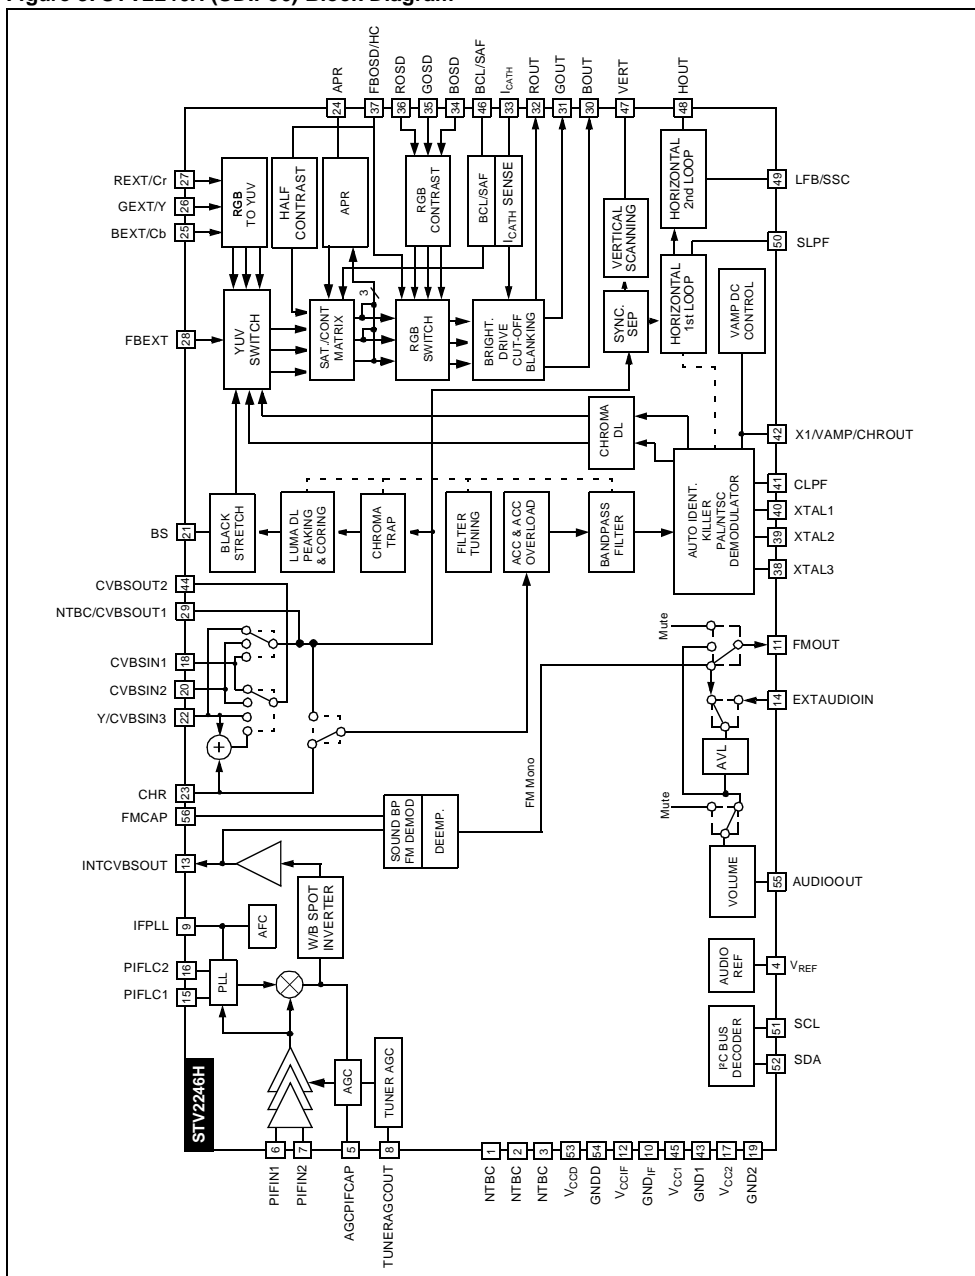 STV2246H
APR
FBOSD/HC
ROSD
GOSD
BOSD
BCL/SAF
ICATH
ROUT
GOUT
BOUT
VERT
HOUT
24
37
36
35
34
46
33
32
31
30
47
48
REXT/Cr
27
GEXT/Y
26
BEXT/Cb
25
RGB
TO YUV
HALF
CONTRAST
APR
RGB
CONTRAST
BCL/SAF
ICATH SENSE
VERTICAL
SCANNING
HORIZONTAL
2nd LOOP
49
LFB/SSC
50
SLPF
FBEXT
28
YUV
SWITCH
SAT./CONT
MATRIX
3
RGB
SWITCH
BRIGHT.
DRIVE
CUT-OFF
BLANKING
SYNC.
SEP
HORIZONTAL
1st LOOP
VAMP DC
CONTROL
CHROMA
DL
42
X1/VAMP/CHROUT
BS
21
BLACK
STRETCH
LUMA DL
PEAKING
& CORING
CHROMA
TRAP
FILTER
TUNING
ACC & ACC
OVERLOAD
BANDPASS
FILTER
AUTO IDENT.
KILLER
PAL/NTSC
DEMODULATOR
41
CLPF
40
XTAL1
39
XTAL2
38
XTAL3
CVBSOUT2
44
NTBC/CVBSOUT1
29
CVBSIN1
18
CVBSIN2
20
Y/CVBSIN3
22
+
CHR
23
FMCAP
56
Mute
11
FMOUT
14
EXTAUDIOIN
AVL
FM Mono
Mute
SOUND BP
FM DEMOD
DEEMP.
INTCVBSOUT
13
VOLUME
55
AUDIOOUT
IFPLL
9
AFC
W/B SPOT
INVERTER
PIFLC2
16
PIFLC1
15
PLL
AUDIO
REF
4
VREF
I²C BUS
DECODER
51
SCL
52
SDA
AGC
TUNER AGC
6
7
5
8
1
2
3
53
54
12
10
45
43
17
19
PIFIN1
PIFIN2
AGCPIFCAP
TUNERAGCOUT
NTBC
NTBC
NTBC
VCCD
GNDD
VCCIF
GNDIF
VCC1
GND1
VCC2
GND2